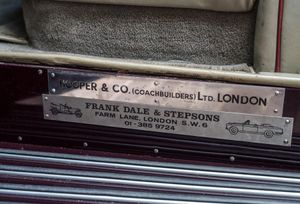 HOOPER & CO. (COACHBUILDERS) LTD. LONDON
FRANK DALE & STEPSONS
FARM LANE, LONDON S.W.6
01-385 9724